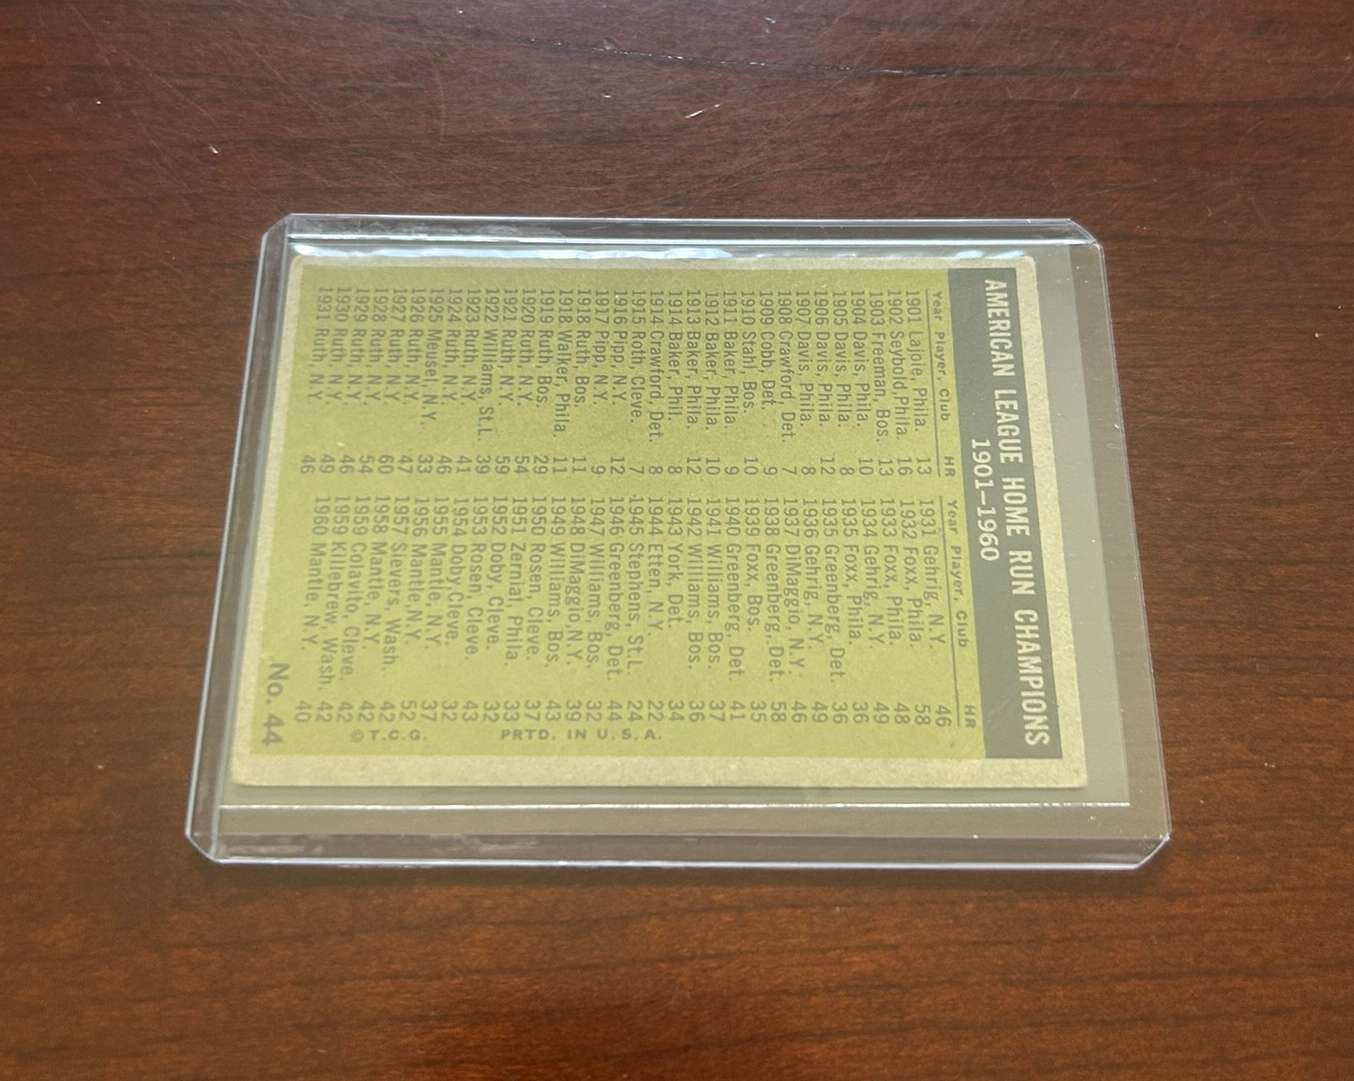 AMERICAN LEAGUE HOME RUN CHAMPIONS
1901–1960
Year Player, Club HR
1901 Lajoie, Phila. 13
1902 Seybold, Phila. 16
1903 Freeman, Bos. 13
1904 Davis, Phila. 10
1905 Davis, Phila. 8
1906 Davis, Phila. 12
1907 Davis, Phila. 8
1908 Crawford, Det. 7
1909 Cobb, Det. 9
1910 Stahl, Bos. 10
1911 Baker, Phila. 9
1912 Baker, Phila. 10
1913 Baker, Phila. 12
1914 Baker, Phil. 8
1914 Crawford, Det. 8
1915 Roth, Cleve. 7
1916 Pipp, N.Y. 12
1917 Pipp, N.Y. 9
1918 Ruth, Bos. 11
1918 Walker, Phila. 11
1919 Ruth, Bos. 29
1920 Ruth, N.Y. 54
1921 Ruth, N.Y. 59
1922 Williams, St.L. 39
1923 Ruth, N.Y. 41
1924 Ruth, N.Y. 46
1925 Meusel, N.Y. 33
1926 Ruth, N.Y. 47
1927 Ruth, N.Y. 60
1928 Ruth, N.Y. 54
1929 Ruth, N.Y. 46
1930 Ruth, N.Y. 49
1931 Ruth, N.Y. 46
Year Player, Club HR
1931 Gehrig, N.Y. 46
1932 Foxx, Phila. 58
1933 Foxx, Phila. 48
1934 Gehrig, N.Y. 49
1935 Foxx, Phila. 36
1935 Greenberg, Det. 36
1936 Gehrig, N.Y. 49
1937 DiMaggio, N.Y. 46
1938 Greenberg, Det. 58
1939 Foxx, Bos. 35
1940 Greenberg, Det. 41
1941 Williams, Bos. 37
1942 Williams, Bos. 36
1943 York, Det. 34
1944 Etten, N.Y. 22
1945 Stephens, St.L. 24
1946 Greenberg, Det. 44
1947 Williams, Bos. 32
1948 DiMaggio, N.Y. 39
1949 Williams, Bos. 43
1950 Rosen, Cleve. 37
1951 Zernial, Phila 33
1952 Doby, Cleve. 32
1953 Rosen, Cleve. 43
1954 Doby, Cleve. 32
1955 Mantle, N.Y. 37
1956 Mantle, N.Y. 52
1957 Sievers, Wash. 42
1958 Mantle, N.Y. 42
1959 Colavito, Cleve. 42
1959 Killebrew, Wash. 42
1960 Mantle, N.Y. 40
PRTD. IN U.S.A.
© T.C.G.
No. 44